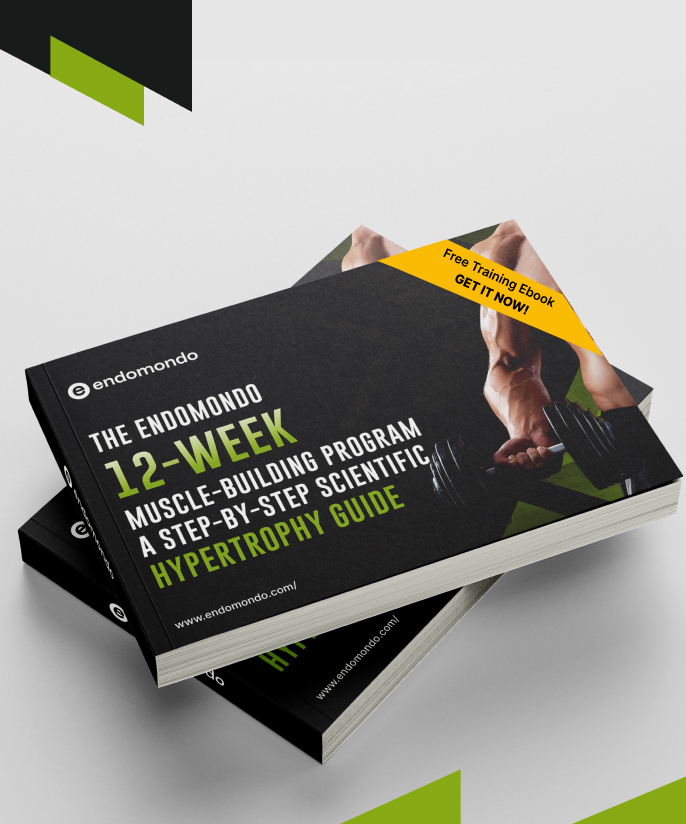 Free Training Ebook
GET IT NOW!
endomondo
THE ENDOMONDO
12-WEEK
MUSCLE-BUILDING PROGRAM
A STEP-BY-STEP SCIENTIFIC
HYPERTROPHY GUIDE
www.endomondo.com/
www.endomondo.com/